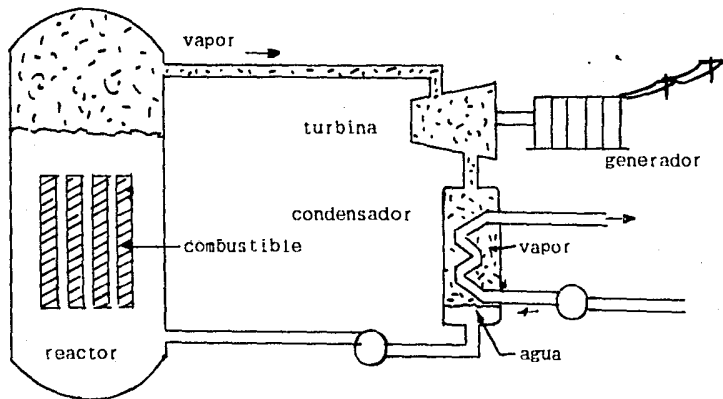 vapor
turbina
generador
condensador
vapor
combustible
reactor
agua